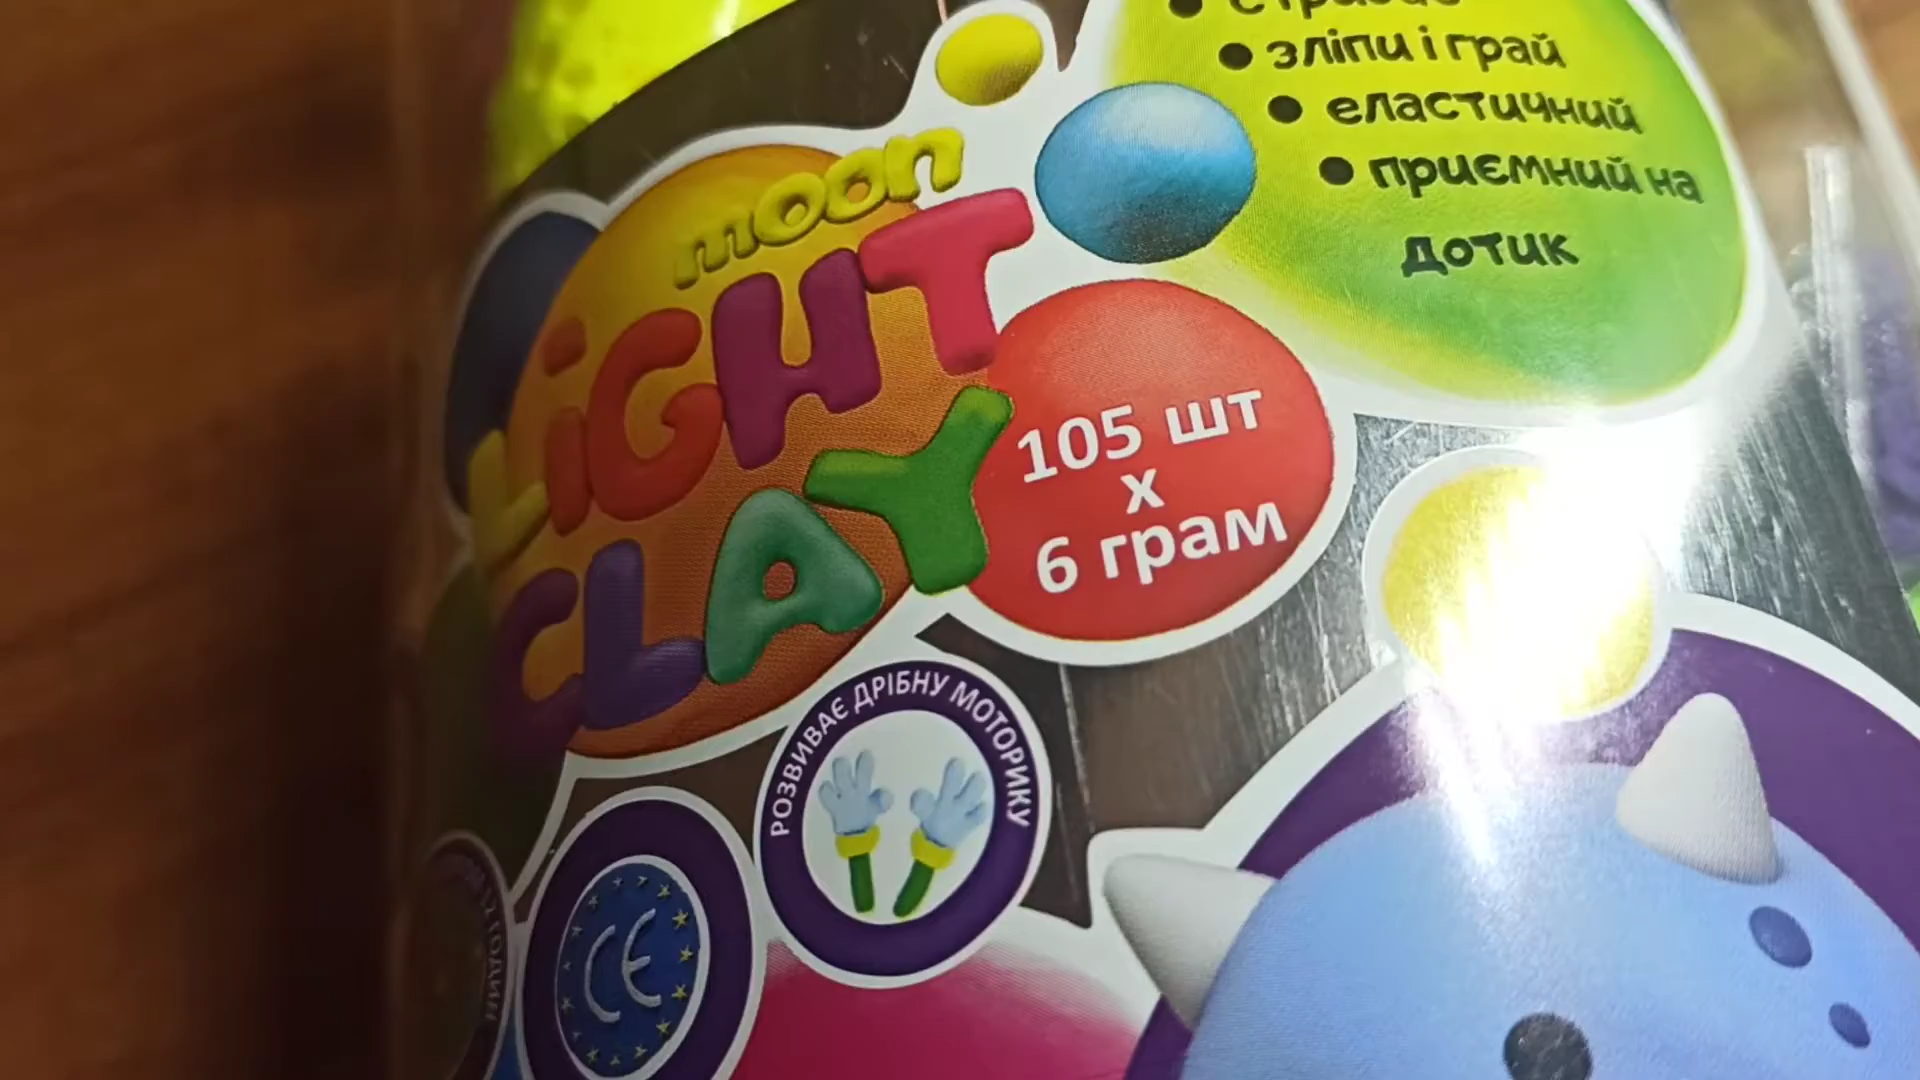 • зліпи і грай
• еластичний
• приємний на
дотик
moon
LiGHT
CLAY
105 шт
х
6 грам
РОЗВИВАЄ ДРІБНУ МОТОРИКУ
CE